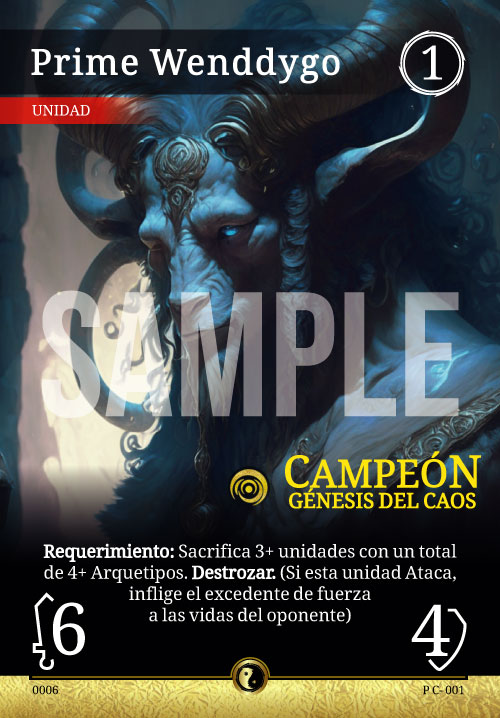 Prime Wenddygo
1
UNIDAD
SAMPLE
CAMPEÓN
GÉNESIS DEL CAOS
Requerimiento: Sacrifica 3+ unidades con un total
de 4+ Arquetipos. Destrozar. (Si esta unidad Ataca,
inflige el excedente de fuerza
a las vidas del oponente)
6
4
0006
P C- 001